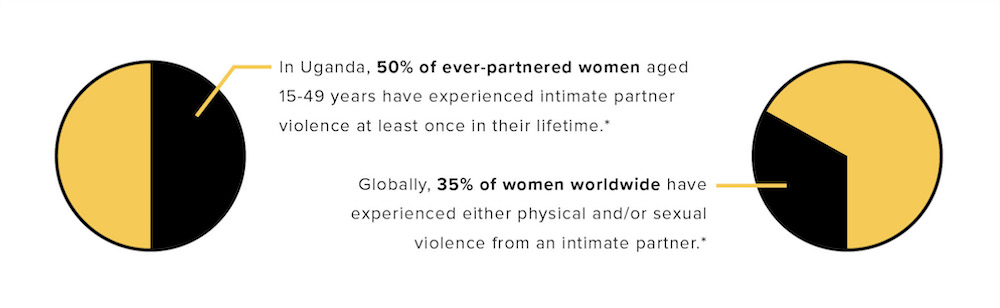 In Uganda, 50% of ever-partnered women aged
15-49 years have experienced intimate partner
violence at least once in their lifetime.*
Globally, 35% of women worldwide have
experienced either physical and/or sexual
violence from an intimate partner.*